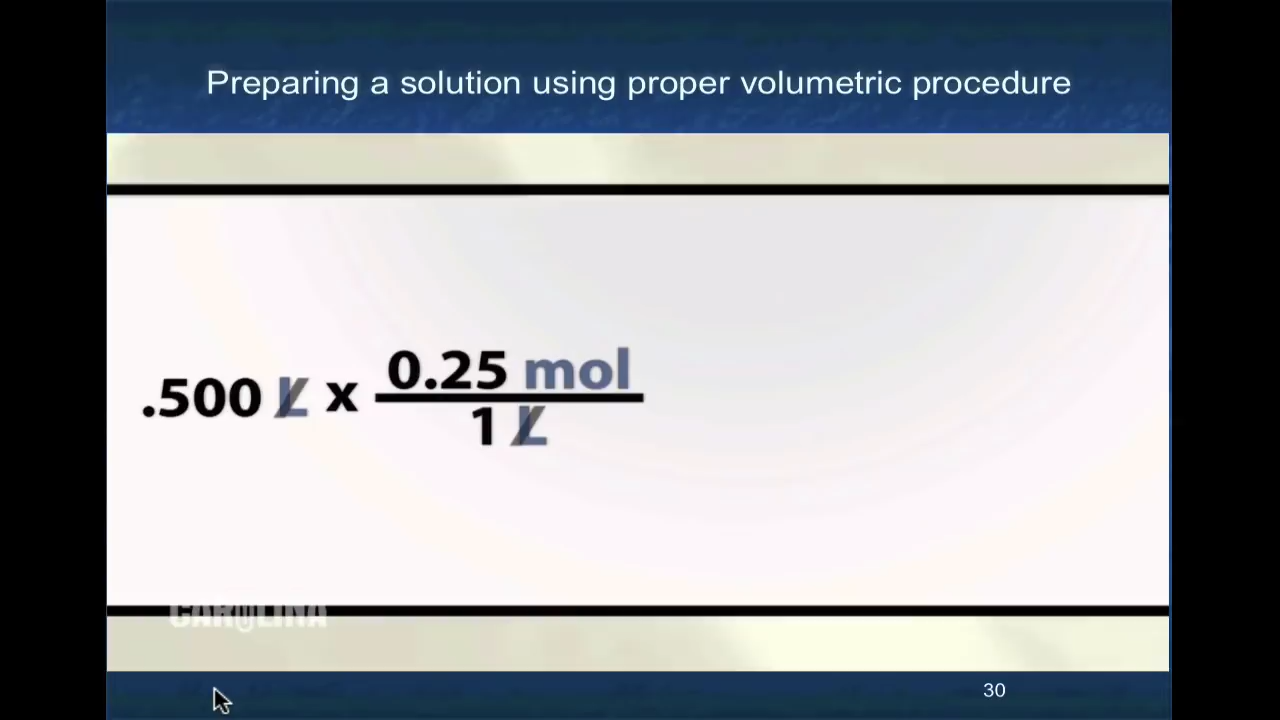 Preparing a solution using proper volumetric procedure
.500 L x 0.25 mol
1 L
CAROLINA
30